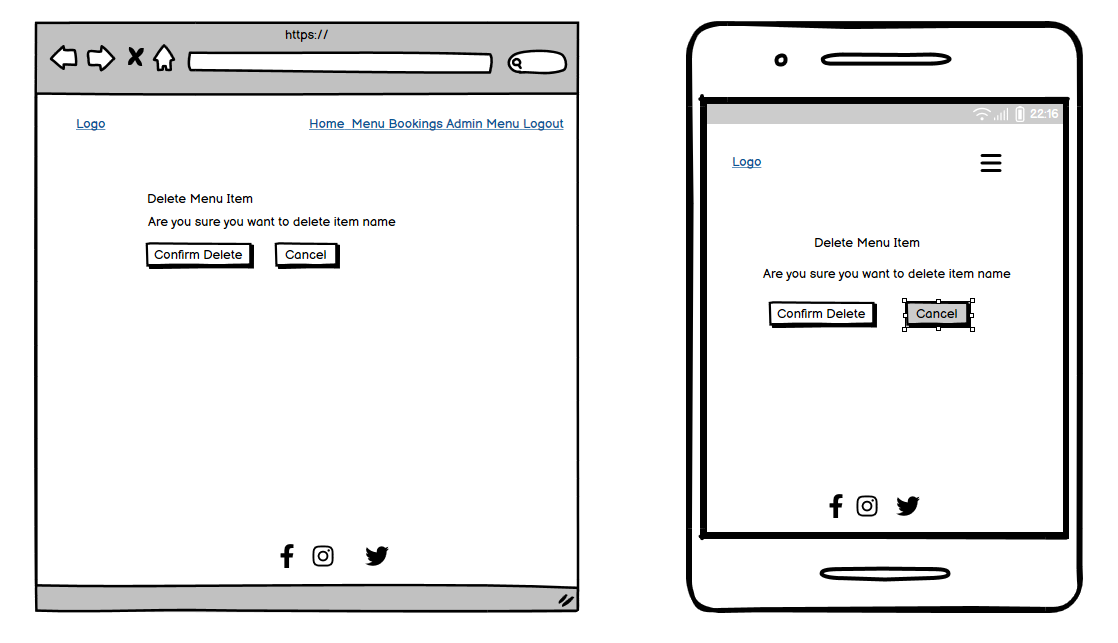 https://
Logo
Home Menu Bookings Admin Menu Logout
Delete Menu Item
Are you sure you want to delete item name
Confirm Delete
Cancel
22:16
Logo
Delete Menu Item
Are you sure you want to delete item name
Confirm Delete
Cancel